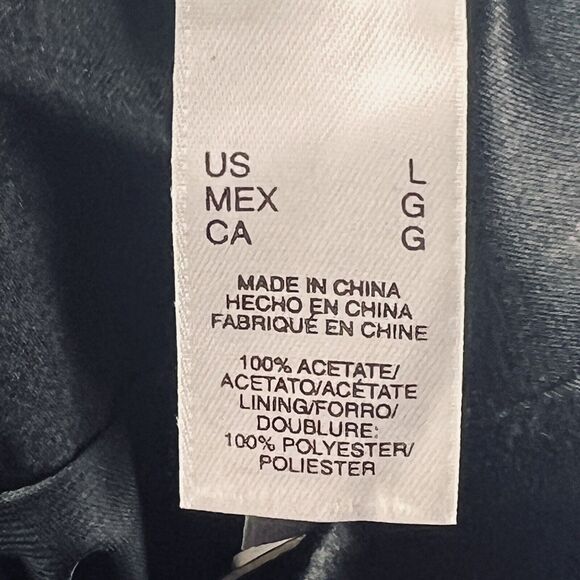 US L
MEX G
CA G
MADE IN CHINA
HECHO EN CHINA
FABRIQUÉ EN CHINE
100% ACETATE/
ACETATO/ACÉTATE
LINING/FORRO/
DOUBLURE:
100% POLYESTER/
POLIESTER